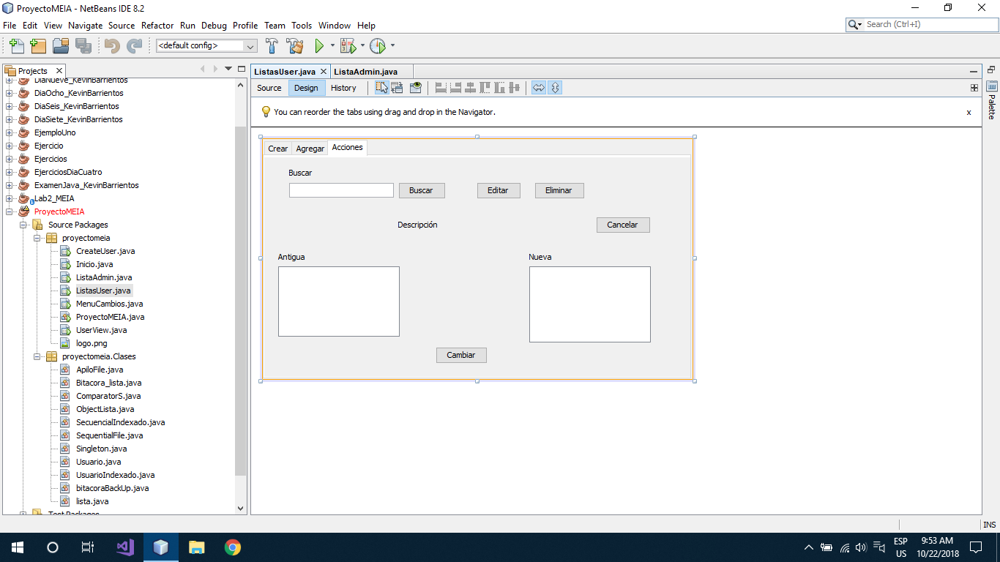 ProyectoMEIA - NetBeans IDE 8.2
File Edit View Navigate Source Refactor Run Debug Profile Team Tools Window Help
Search (Ctrl+I)
<default config>
Projects
DiaNueve_KevinBarrientos
DiaOcho_KevinBarrientos
DiaSeis_KevinBarrientos
DiaSiete_KevinBarrientos
EjemploUno
Ejercicio
Ejercicios
EjerciciosDiaCuatro
ExamenJava_KevinBarrientos
Lab2_MEIA
ProyectoMEIA
Source Packages
proyectomeia
CreateUser.java
Inicio.java
ListaAdmin.java
ListasUser.java
MenuCambios.java
ProyectoMEIA.java
UserView.java
logo.png
proyectomeia.Clases
ApiloFile.java
Bitacora_lista.java
ComparatorS.java
ObjectLista.java
SecuencialIndexado.java
SequentialFile.java
Singleton.java
Usuario.java
UsuarioIndexado.java
bitacoraBackUp.java
lista.java
Test Packages
ListasUser.java ListaAdmin.java
Source Design History
You can reorder the tabs using drag and drop in the Navigator.
x
Crear Agregar Acciones
Buscar
Buscar Editar Eliminar
Descripción Cancelar
Antigua Nueva
Cambiar
Palette
INS
ESP
US
9:53 AM
10/22/2018